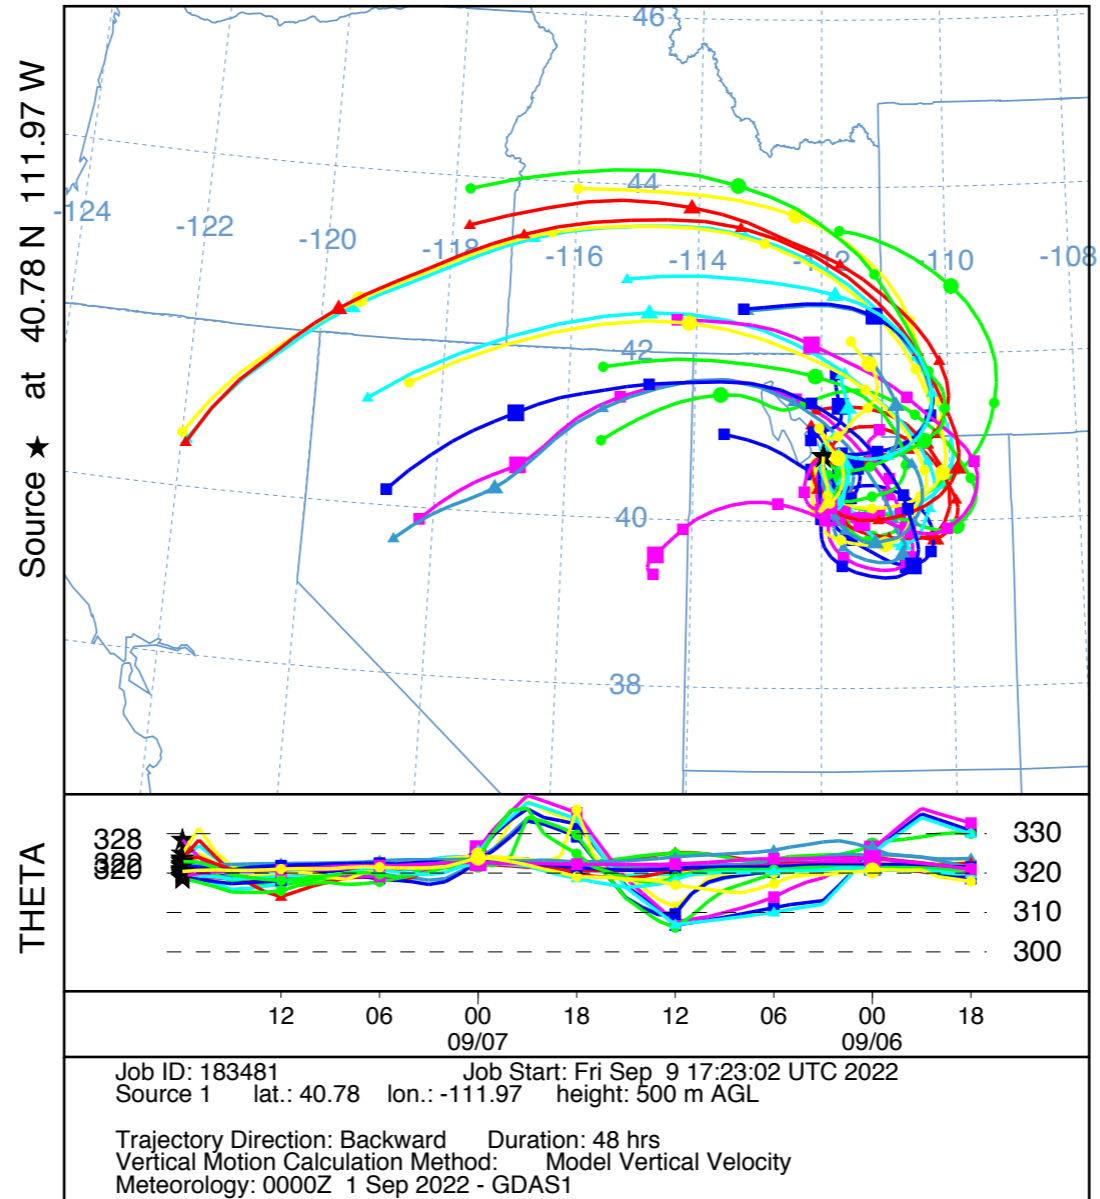 Source ★ at 40.78 N 111.97 W
46
44
-124
-122
-120
-118
-116
-114
-112
-110
-108
42
40
38
THETA
328
320
330
320
310
300
12 06 00 18 12 06 00 18
09/07 09/06
Job ID: 183481 Job Start: Fri Sep 9 17:23:02 UTC 2022
Source 1 lat.: 40.78 lon.: -111.97 height: 500 m AGL
Trajectory Direction: Backward Duration: 48 hrs
Vertical Motion Calculation Method: Model Vertical Velocity
Meteorology: 0000Z 1 Sep 2022 - GDAS1